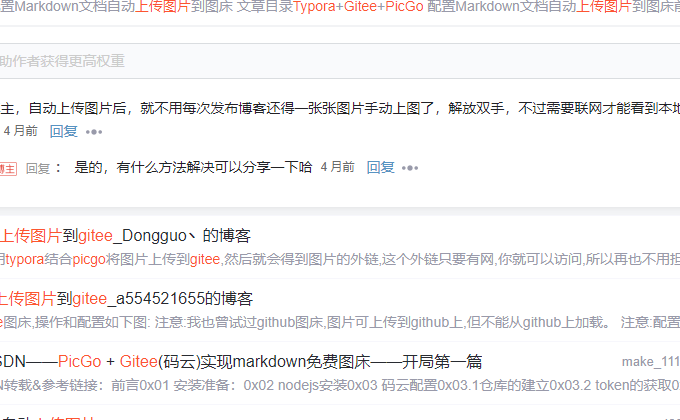 置Markdown文档自动上传图片到图床 文章目录Typora+Gitee+PicGo 配置Markdown文档自动上传图片到图床前
助作者获得更高权重
主，自动上传图片后，就不用每次发布博客还得一张张图片手动上图了，解放双手，不过需要联网才能看到本地
4 月前 回复 •••
博主 回复： 是的，有什么方法解决可以分享一下哈 4 月前 回复 •••
上传图片到gitee_Dongguo丶的博客
用typora结合picgo将图片上传到gitee,然后就会得到图片的外链,这个外链只要有网,你就可以访问,所以再也不用担
上传图片到gitee_a554521655的博客
e图床,操作和配置如下图: 注意:我也曾试过github图床,图片可上传到github上,但不能从github上加载。 注意:配置
SDN——PicGo + Gitee(码云)实现markdown免费图床——开局第一篇 make_111
N转载&参考链接：前言0x01 安装准备：0x02 nodejs安装0x03 码云配置0x03.1仓库的建立0x03.2 token的获取0